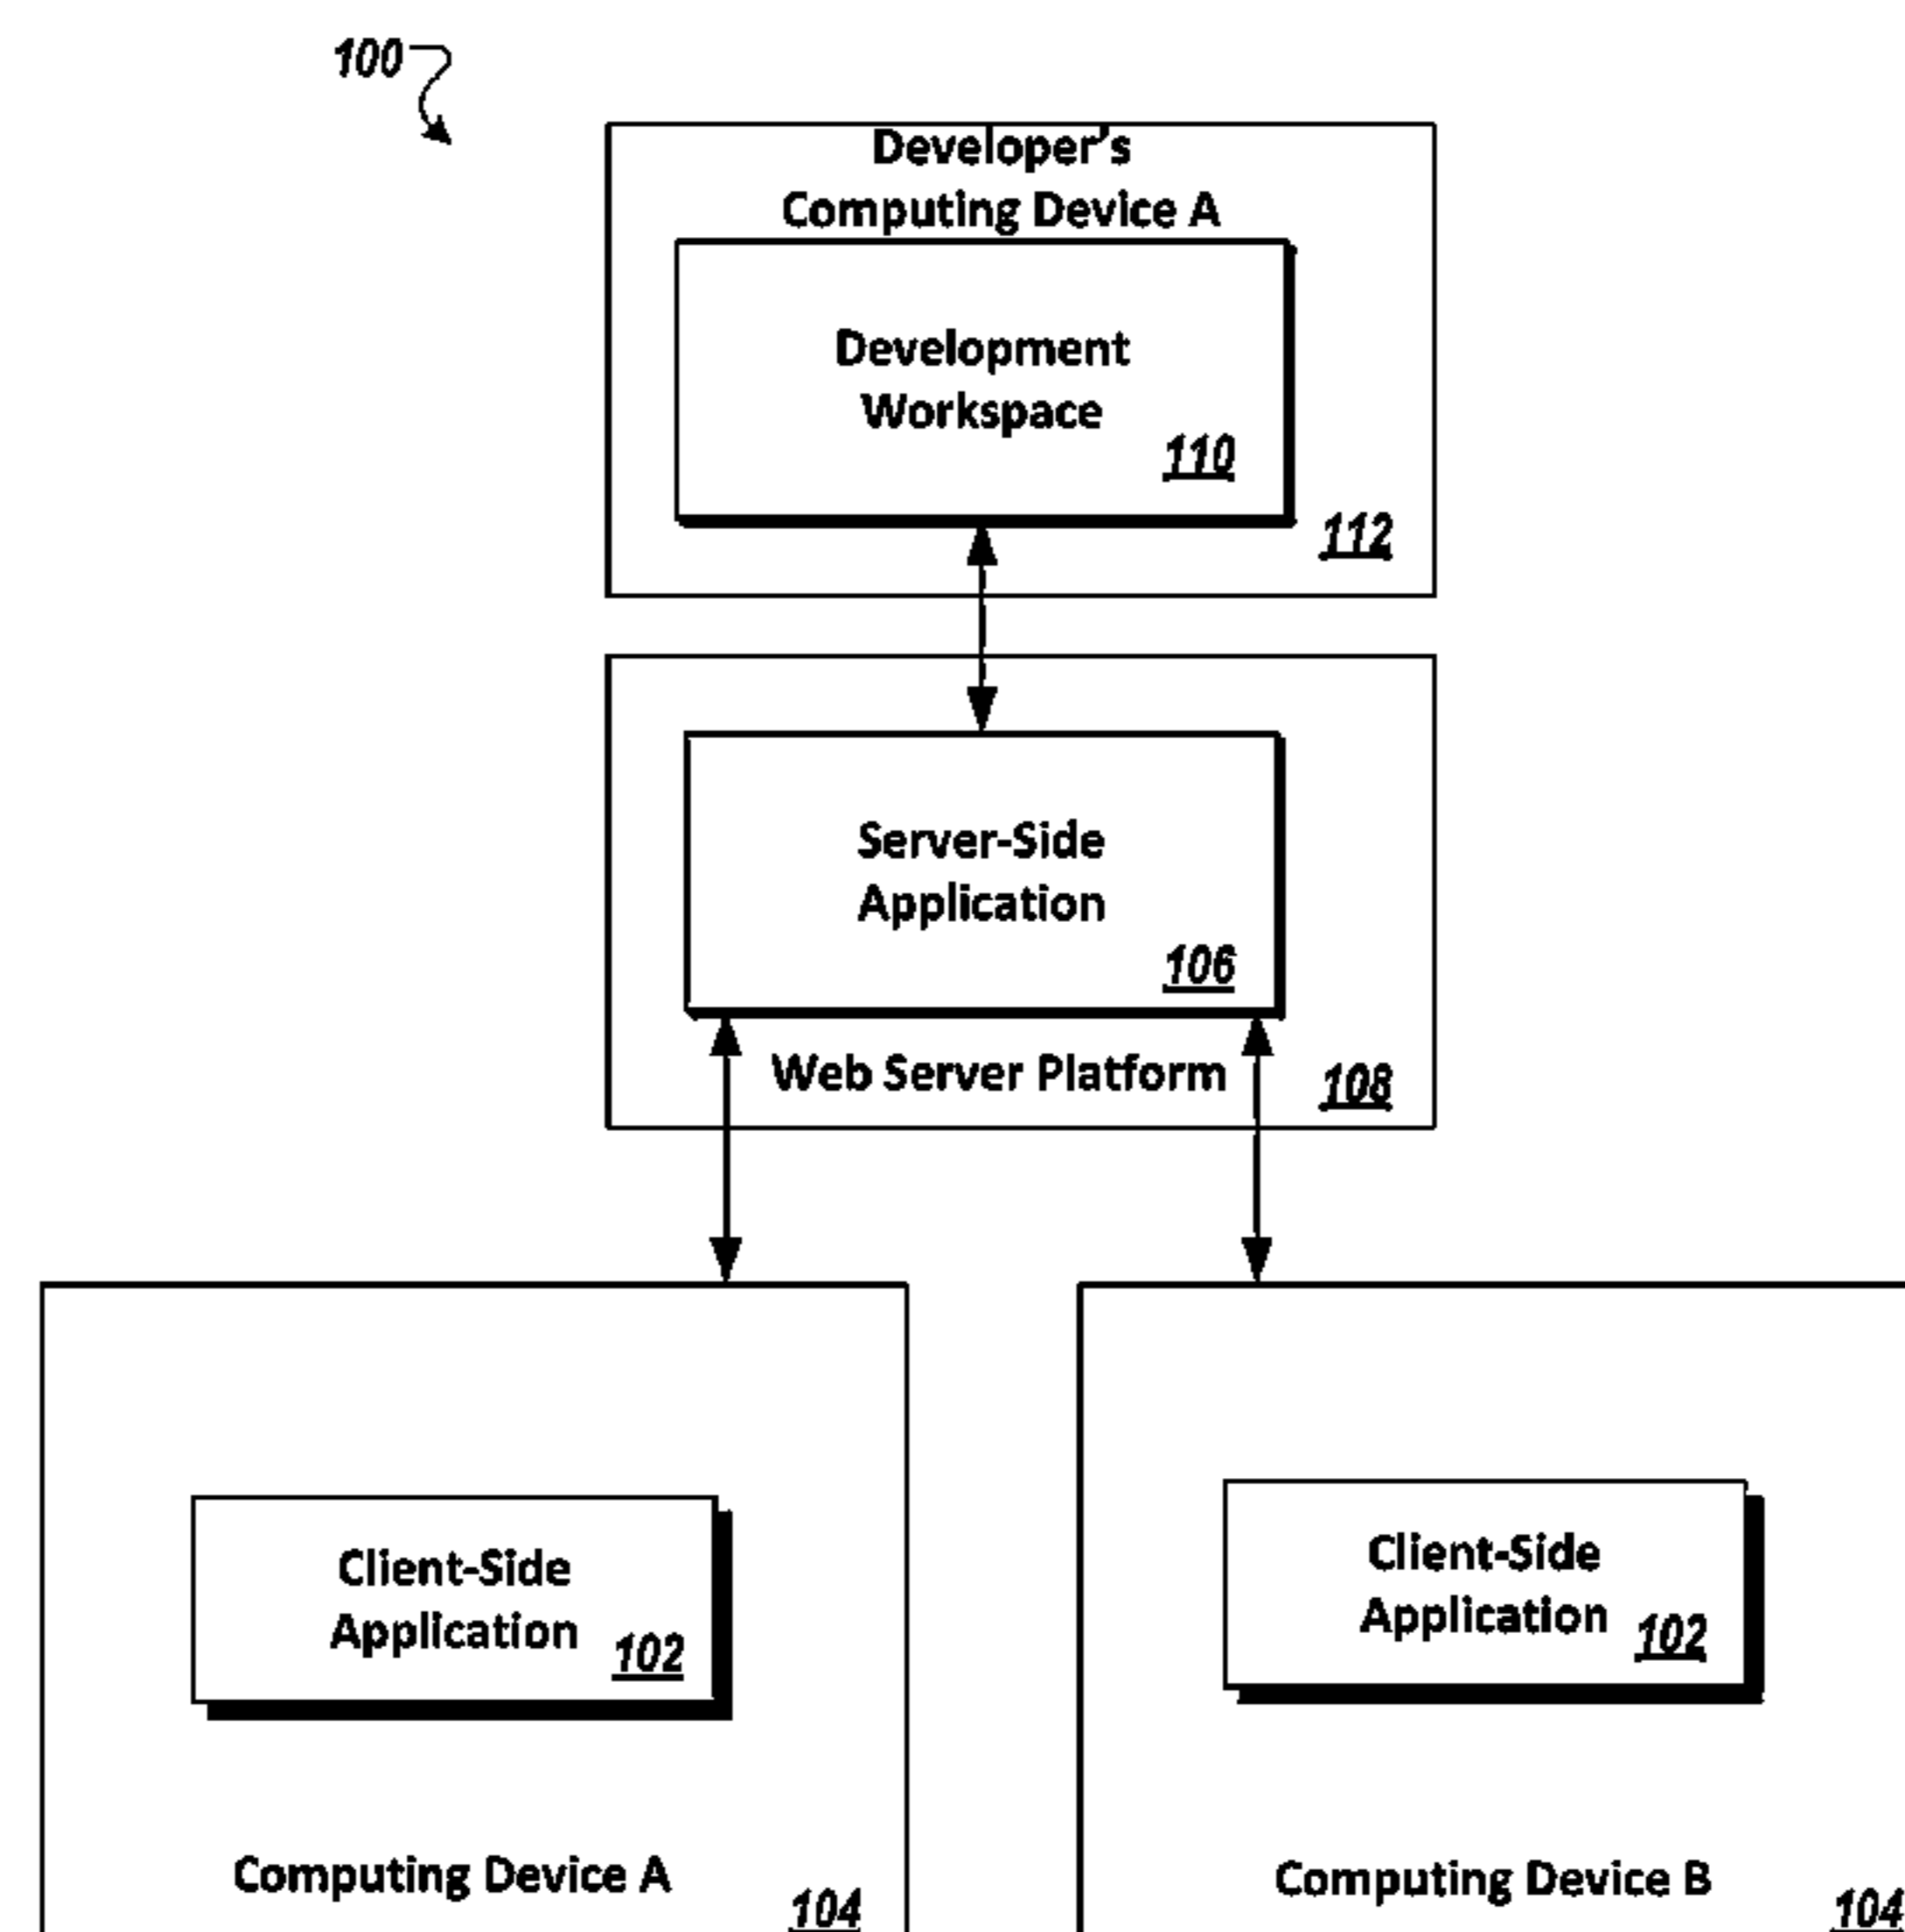 100
Developer's
Computing Device A
Development
Workspace
110
112
Server-Side
Application
106
Web Server Platform
108
Client-Side
Application
102
Computing Device A
104
Client-Side
Application
102
Computing Device B
104